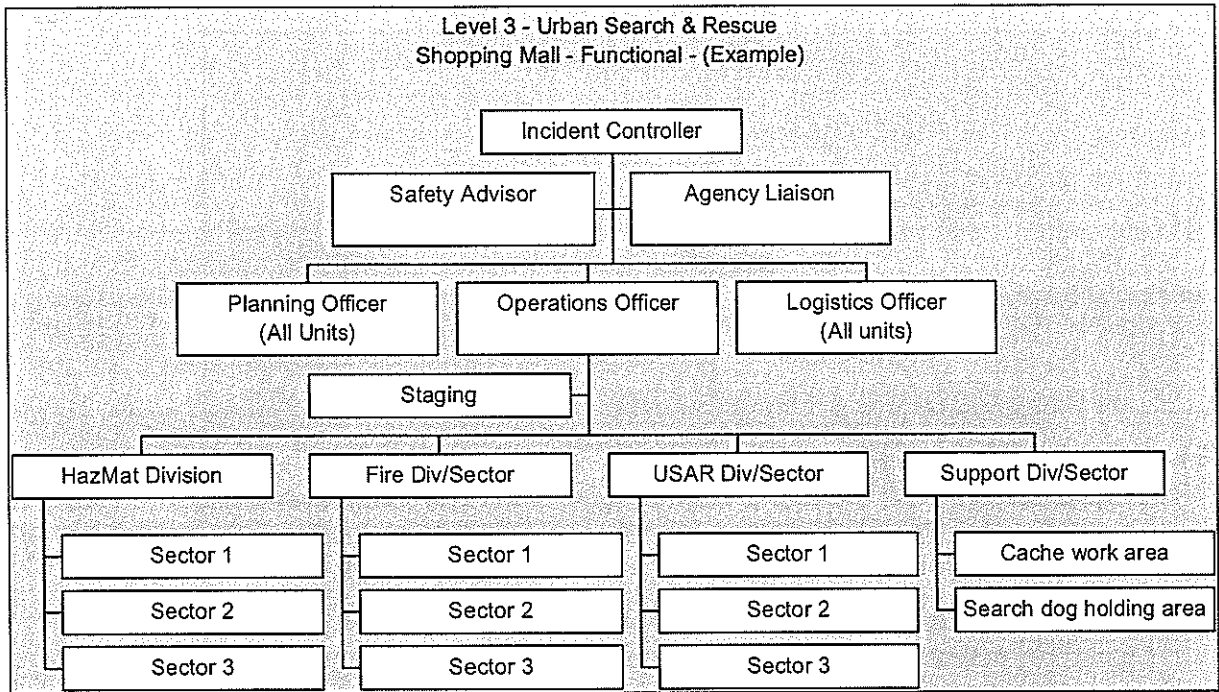 Level 3 - Urban Search & Rescue
Shopping Mall - Functional - (Example)
Incident Controller
Safety Advisor
Agency Liaison
Planning Officer
(All Units)
Operations Officer
Logistics Officer
(All units)
Staging
HazMat Division
Fire Div/Sector
USAR Div/Sector
Support Div/Sector
Sector 1
Sector 2
Sector 3
Sector 1
Sector 2
Sector 3
Sector 1
Sector 2
Sector 3
Cache work area
Search dog holding area